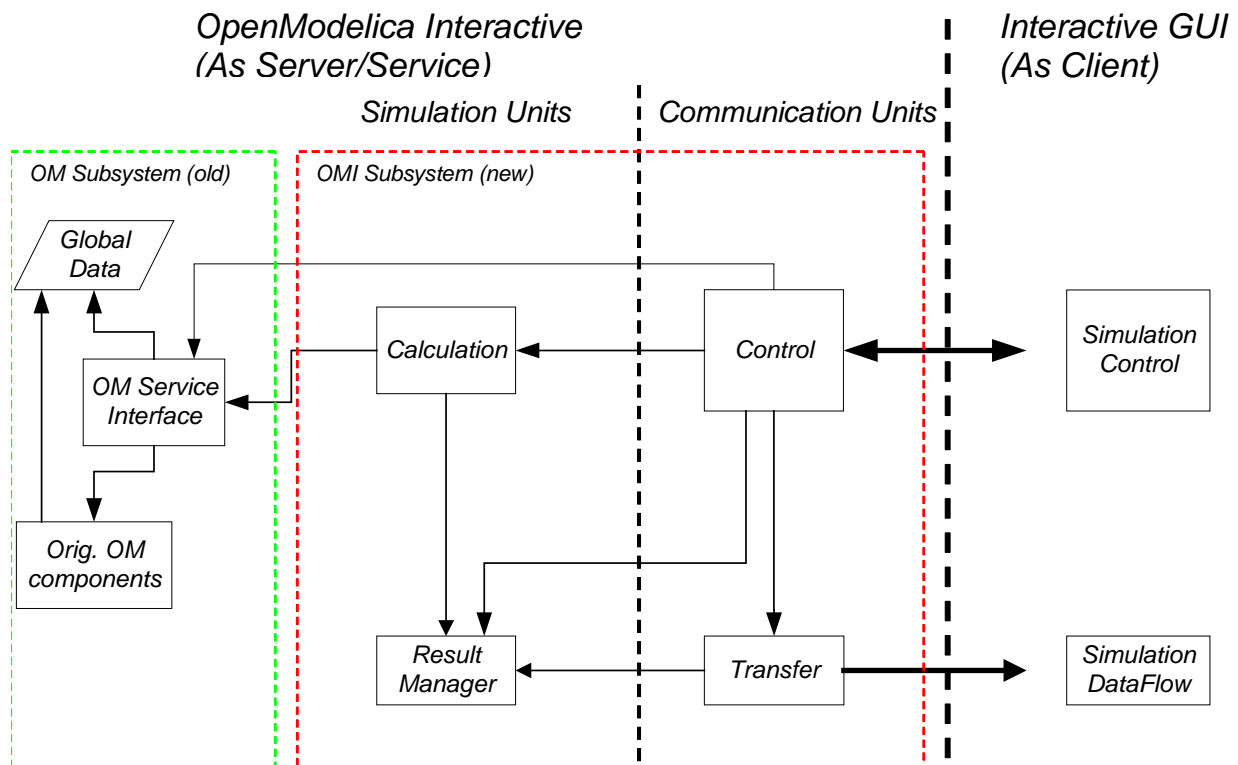 OpenModelica Interactive
(As Server/Service)
Interactive GUI
(As Client)
Simulation Units
Communication Units
OM Subsystem (old)
OMI Subsystem (new)
Global
Data
Calculation
Control
Simulation
Control
OM Service
Interface
Orig. OM
components
Result
Manager
Transfer
Simulation
DataFlow